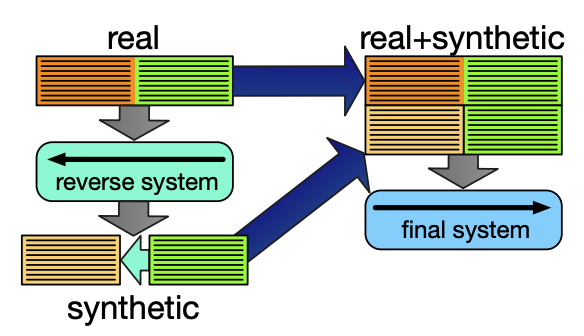 real
real+synthetic
reverse system
final system
synthetic